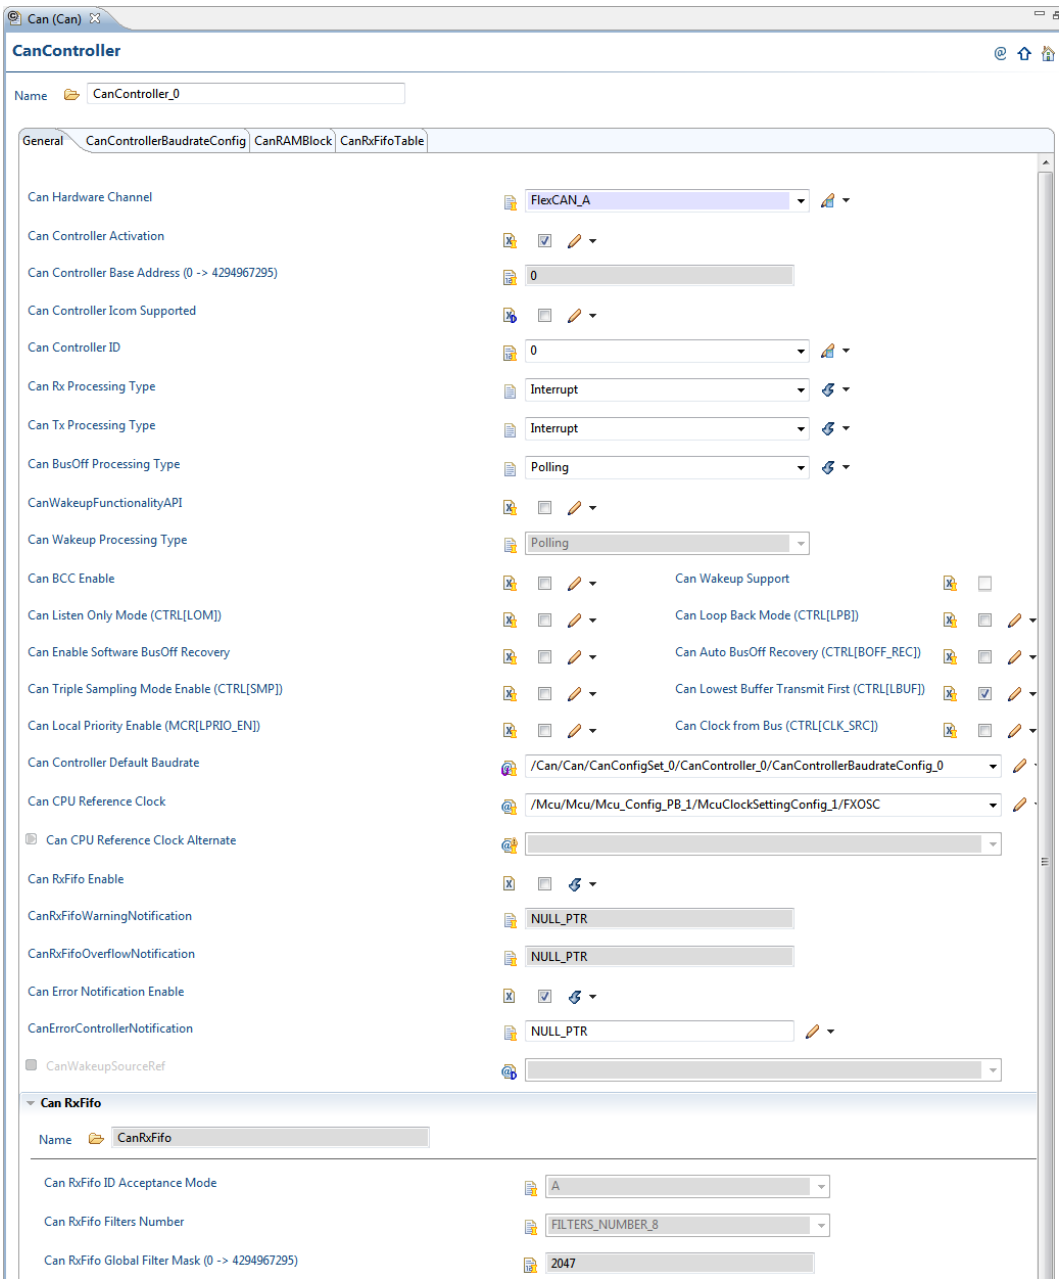 Can (Can)
CanController
Name CanController_0
General CanControllerBaudrateConfig CanRAMBlock CanRxFifoTable
Can Hardware Channel FlexCAN_A
Can Controller Activation
Can Controller Base Address (0 -> 4294967295) 0
Can Controller Icom Supported
Can Controller ID 0
Can Rx Processing Type Interrupt
Can Tx Processing Type Interrupt
Can BusOff Processing Type Polling
CanWakeupFunctionalityAPI
Can Wakeup Processing Type Polling
Can BCC Enable Can Wakeup Support
Can Listen Only Mode (CTRL[LOM]) Can Loop Back Mode (CTRL[LPB])
Can Enable Software BusOff Recovery Can Auto BusOff Recovery (CTRL[BOFF_REC])
Can Triple Sampling Mode Enable (CTRL[SMP]) Can Lowest Buffer Transmit First (CTRL[LBUF])
Can Local Priority Enable (MCR[LPRIO_EN]) Can Clock from Bus (CTRL[CLK_SRC])
Can Controller Default Baudrate /Can/Can/CanConfigSet_0/CanController_0/CanControllerBaudrateConfig_0
Can CPU Reference Clock /Mcu/Mcu/Mcu_Config_PB_1/McuClockSettingConfig_1/FXOSC
Can CPU Reference Clock Alternate
Can RxFifo Enable
CanRxFifoWarningNotification NULL_PTR
CanRxFifoOverflowNotification NULL_PTR
Can Error Notification Enable
CanErrorControllerNotification NULL_PTR
CanWakeupSourceRef
Can RxFifo
Name CanRxFifo
Can RxFifo ID Acceptance Mode A
Can RxFifo Filters Number FILTERS_NUMBER_8
Can RxFifo Global Filter Mask (0 -> 4294967295) 2047